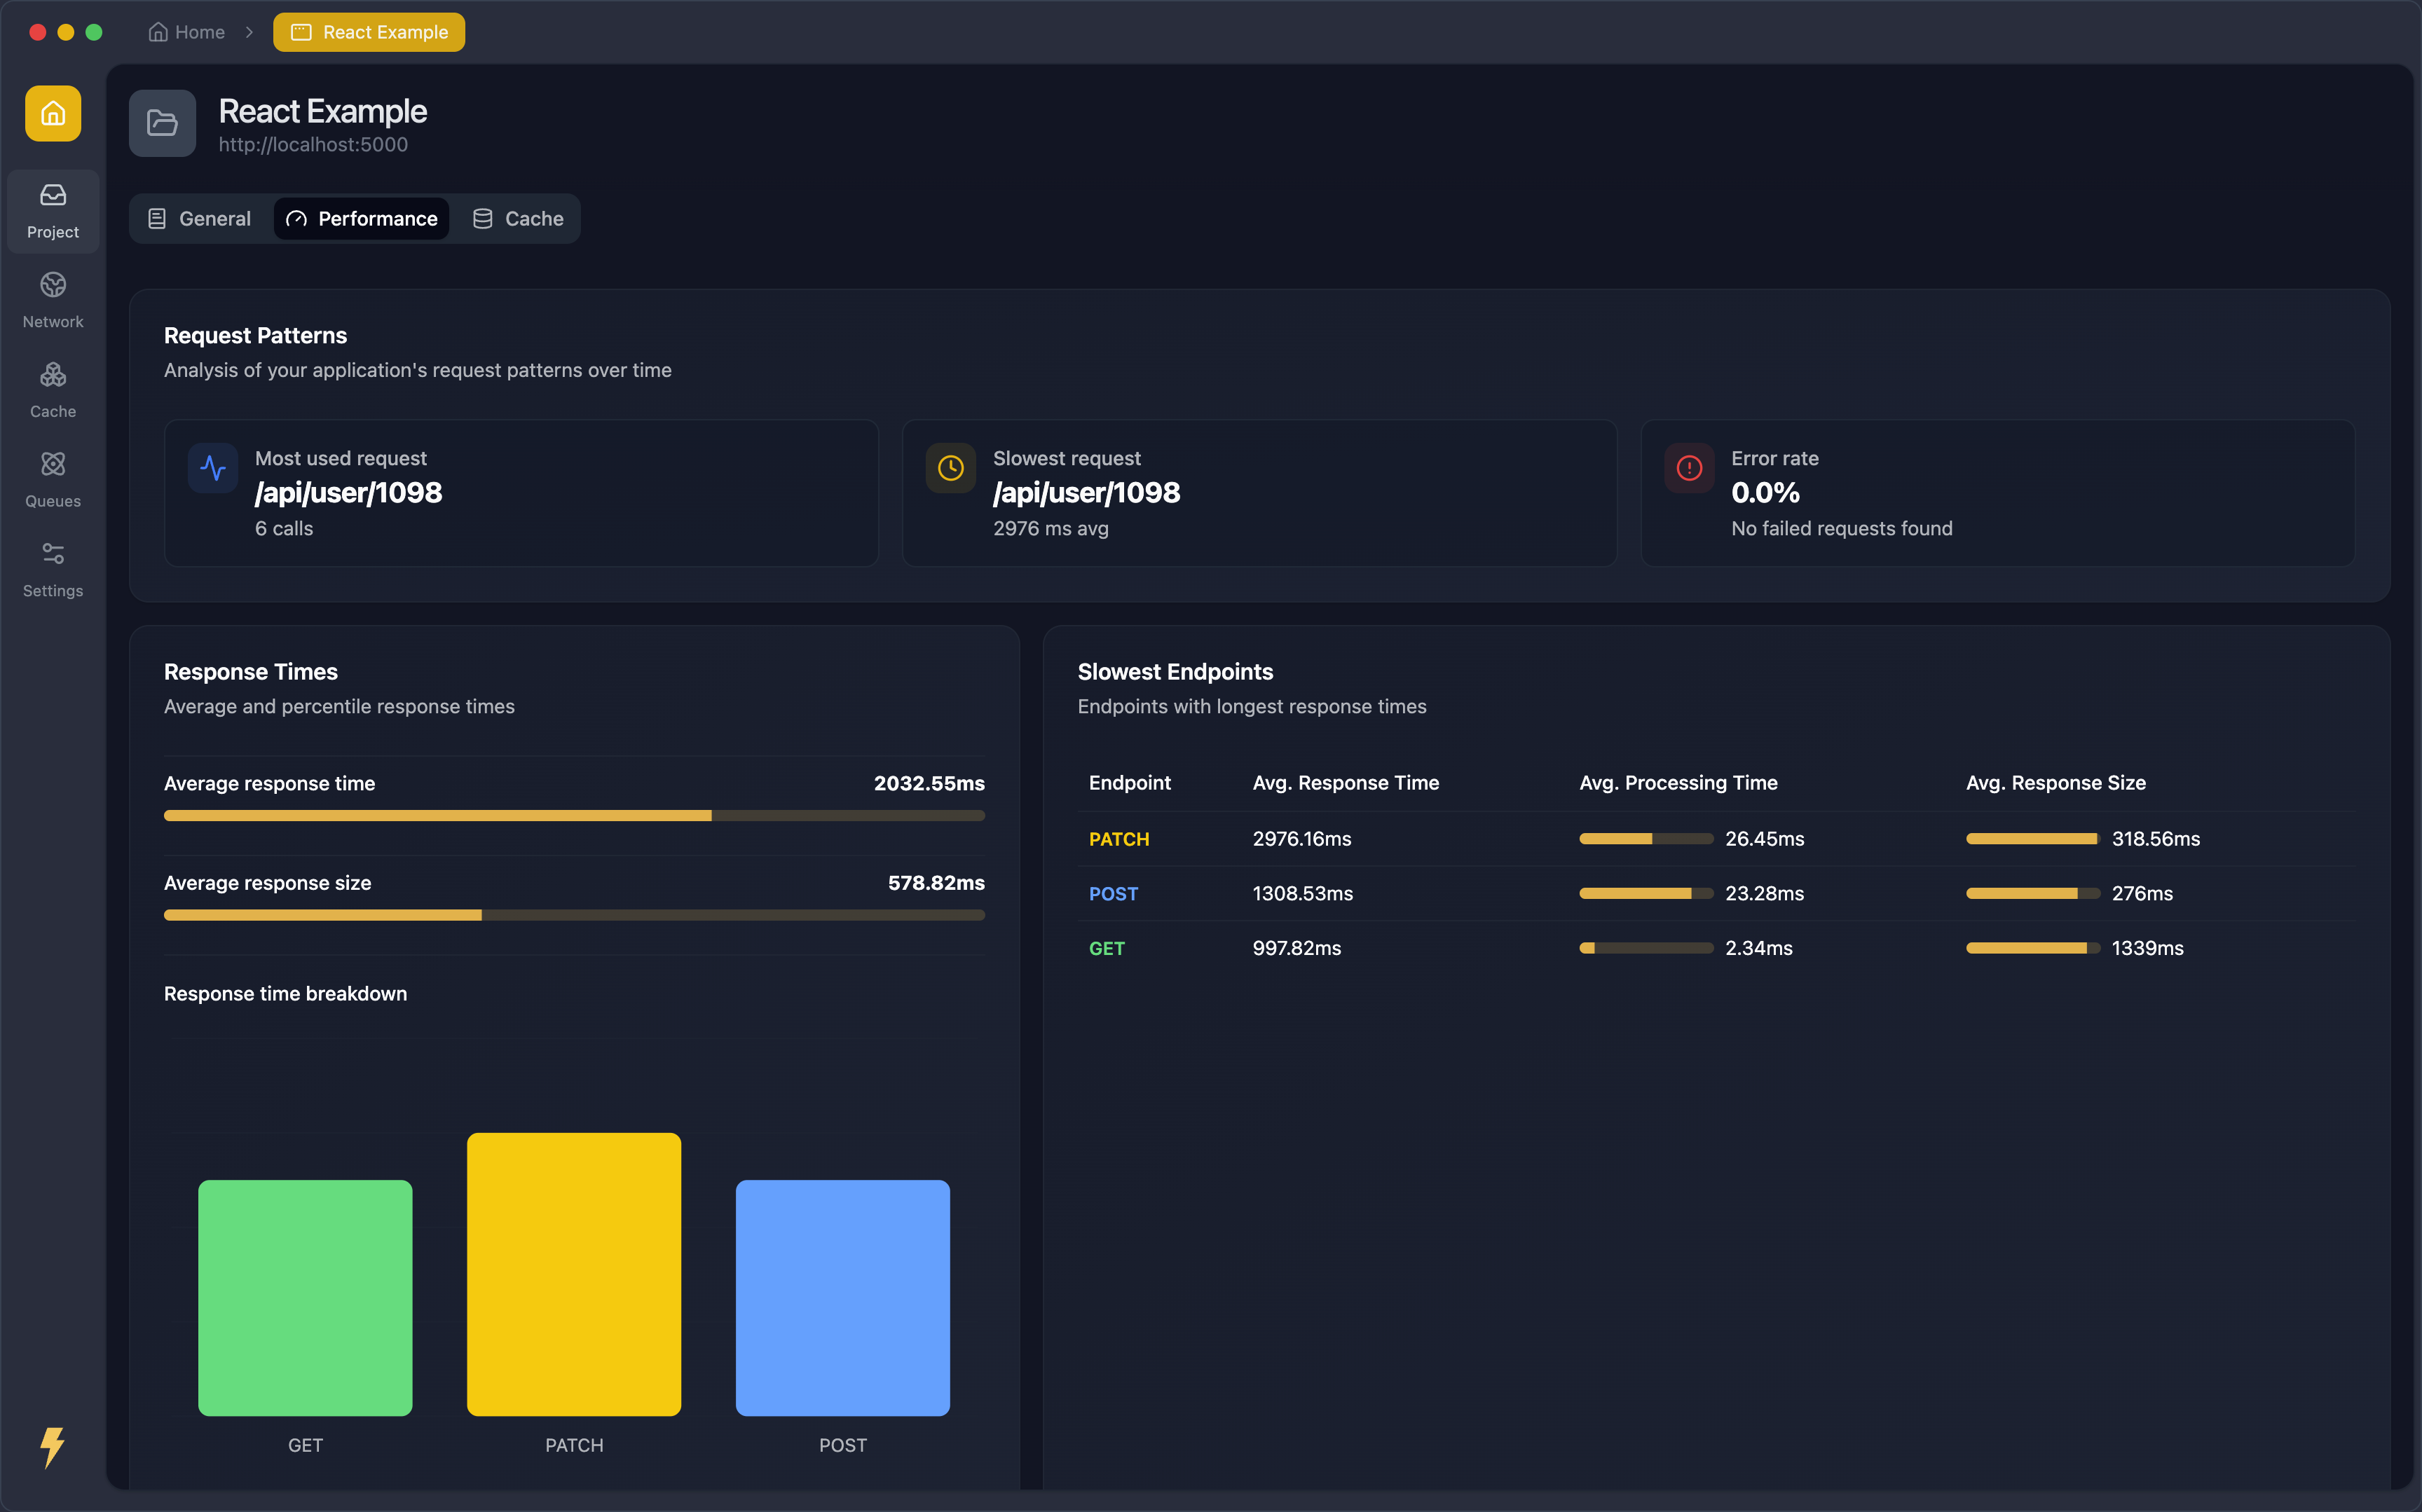 Home
React Example
React Example
http://localhost:5000
Project
Network
Cache
Queues
Settings
General
Performance
Cache
Request Patterns
Analysis of your application's request patterns over time
Most used request
/api/user/1098
6 calls
Slowest request
/api/user/1098
2976 ms avg
Error rate
0.0%
No failed requests found
Response Times
Average and percentile response times
Average response time 2032.55ms
Average response size 578.82ms
Response time breakdown
GET PATCH POST
Slowest Endpoints
Endpoints with longest response times
Endpoint Avg. Response Time Avg. Processing Time Avg. Response Size
PATCH 2976.16ms 26.45ms 318.56ms
POST 1308.53ms 23.28ms 276ms
GET 997.82ms 2.34ms 1339ms